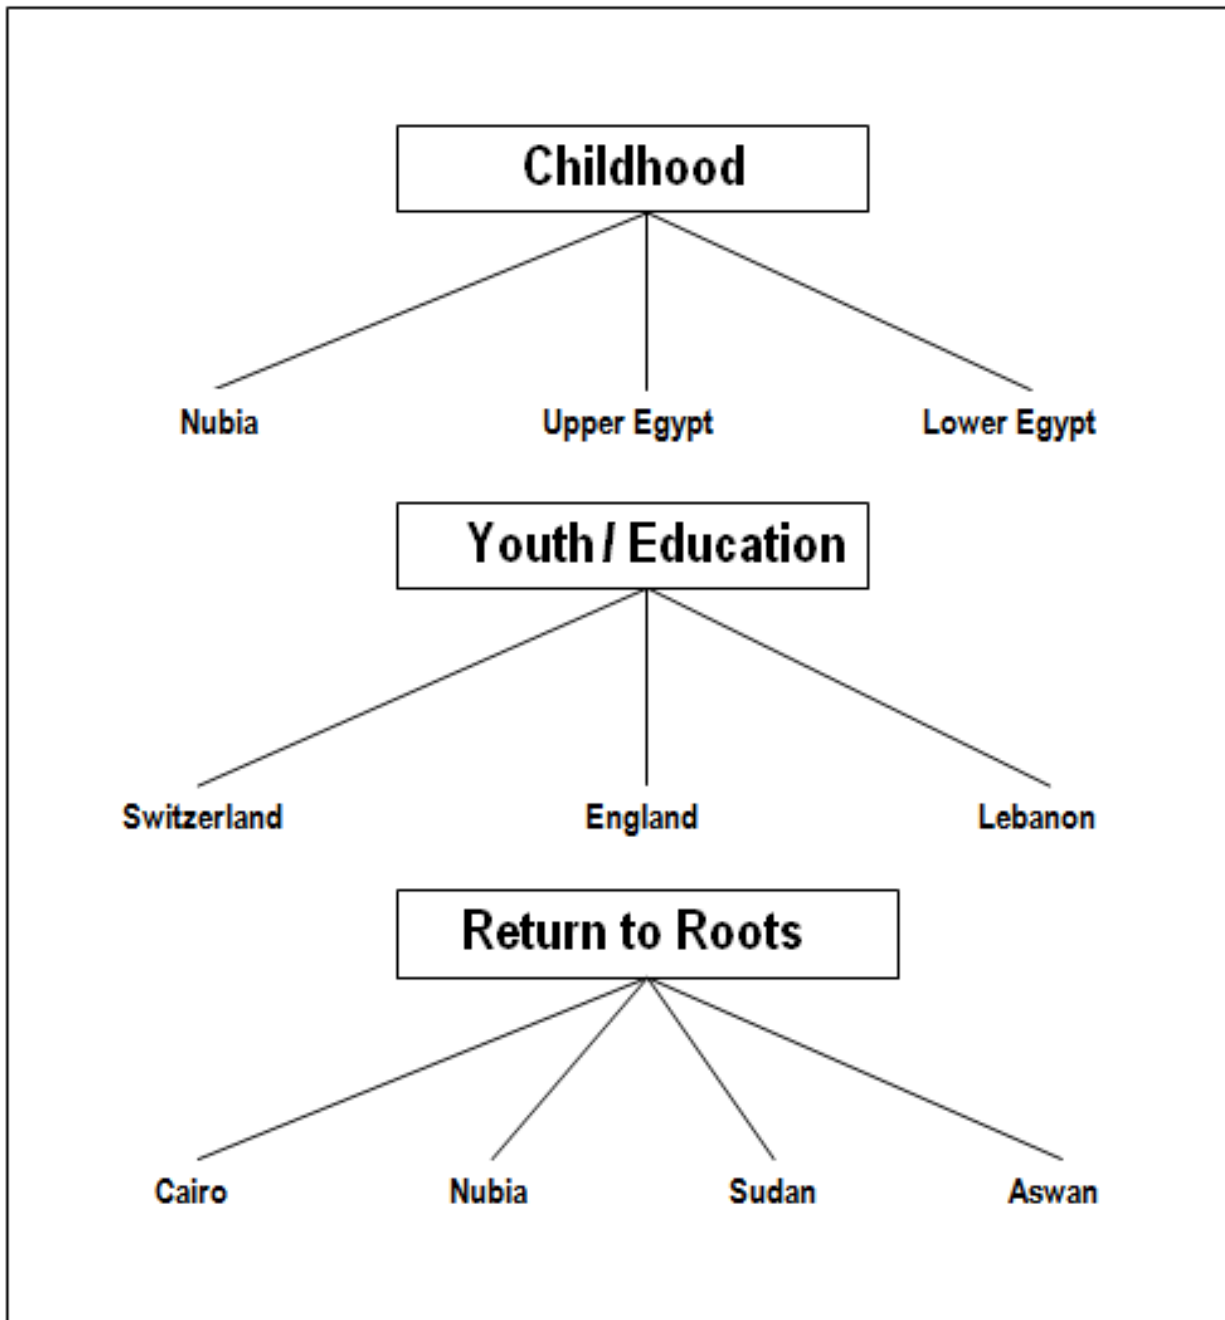 Childhood
Nubia Upper Egypt Lower Egypt
Youth / Education
Switzerland England Lebanon
Return to Roots
Cairo Nubia Sudan Aswan